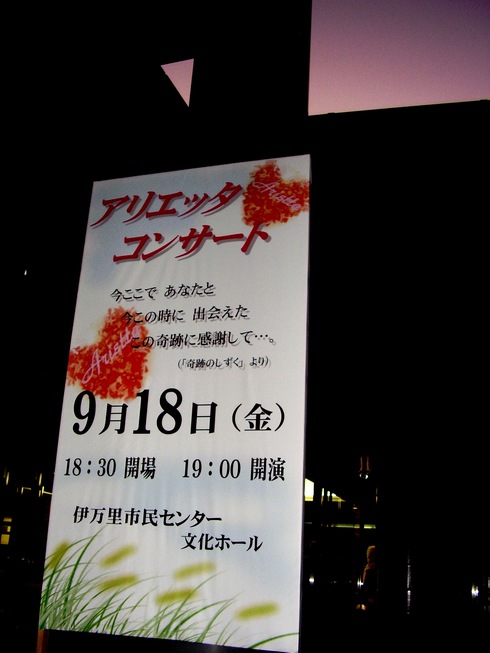 アリエッタ
コンサート
今ここで あなたと
今この時に 出会えた
この奇跡に感謝して…。
(「奇跡のしずく」より)
9月18日（金）
18：30 開場　19：00 開演
伊万里市民センター
文化ホール